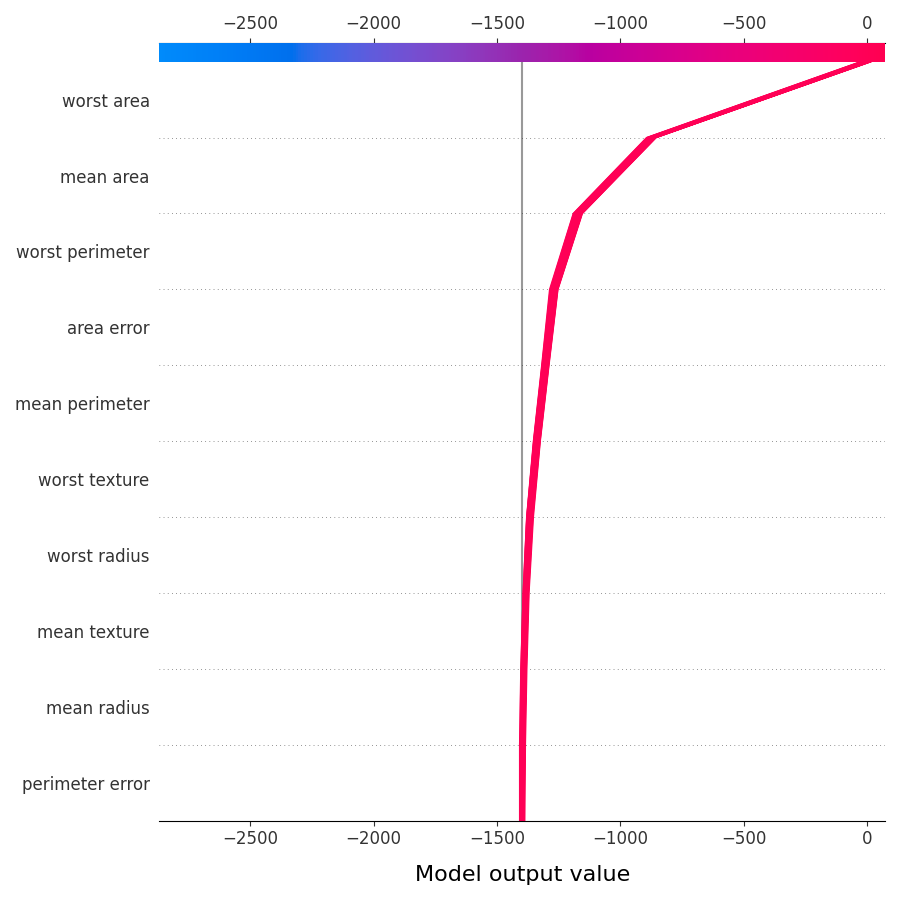 −2500 −2000 −1500 −1000 −500 0
worst area
mean area
worst perimeter
area error
mean perimeter
worst texture
worst radius
mean texture
mean radius
perimeter error
−2500 −2000 −1500 −1000 −500 0
Model output value